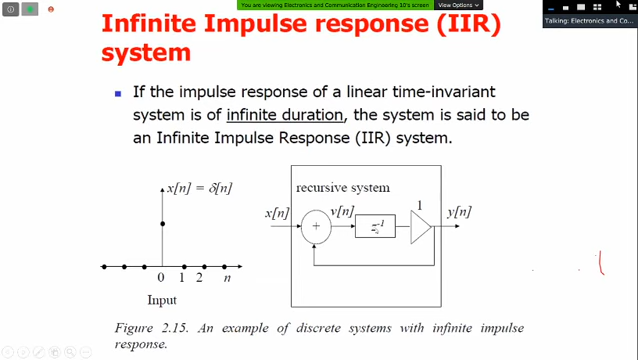 You are viewing Electronics and Communication Engineering 10's screen
View Options
Talking: Electronics and Co...
Infinite Impulse response (IIR)
system
If the impulse response of a linear time-invariant
system is of infinite duration, the system is said to be
an Infinite Impulse Response (IIR) system.
x[n] = δ[n]
0 1 2 n
Input
recursive system
x[n] v[n] 1 y[n]
+ z⁻¹
Figure 2.15. An example of discrete systems with infinite impulse
response.